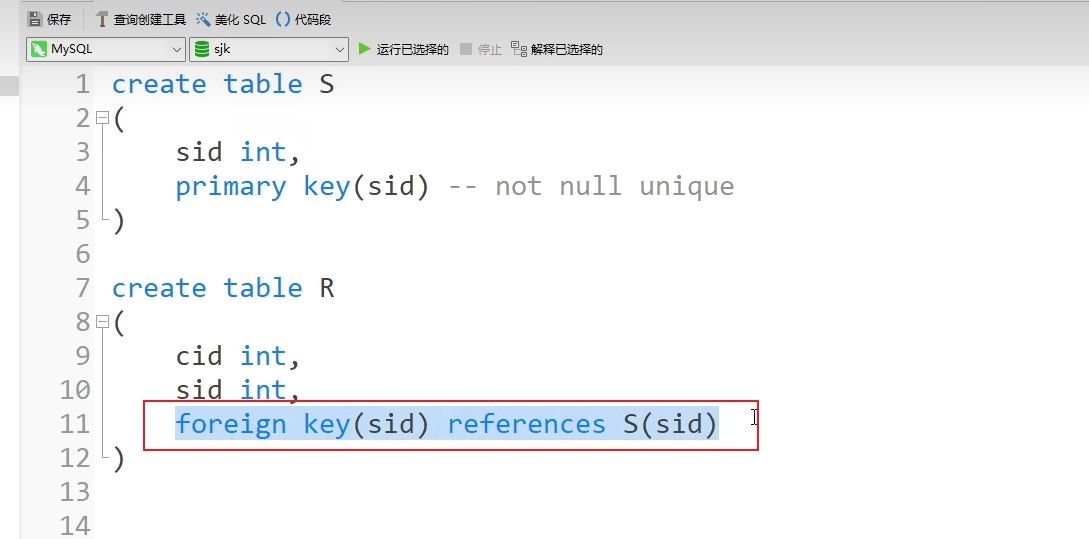 保存 查询创建工具 美化 SQL () 代码段
MySQL sjk 运行已选择的 停止 解释已选择的
1 create table S
2 (
3 sid int,
4 primary key(sid) -- not null unique
5 )
6
7 create table R
8 (
9 cid int,
10 sid int,
11 foreign key(sid) references S(sid)
12 )
13
14